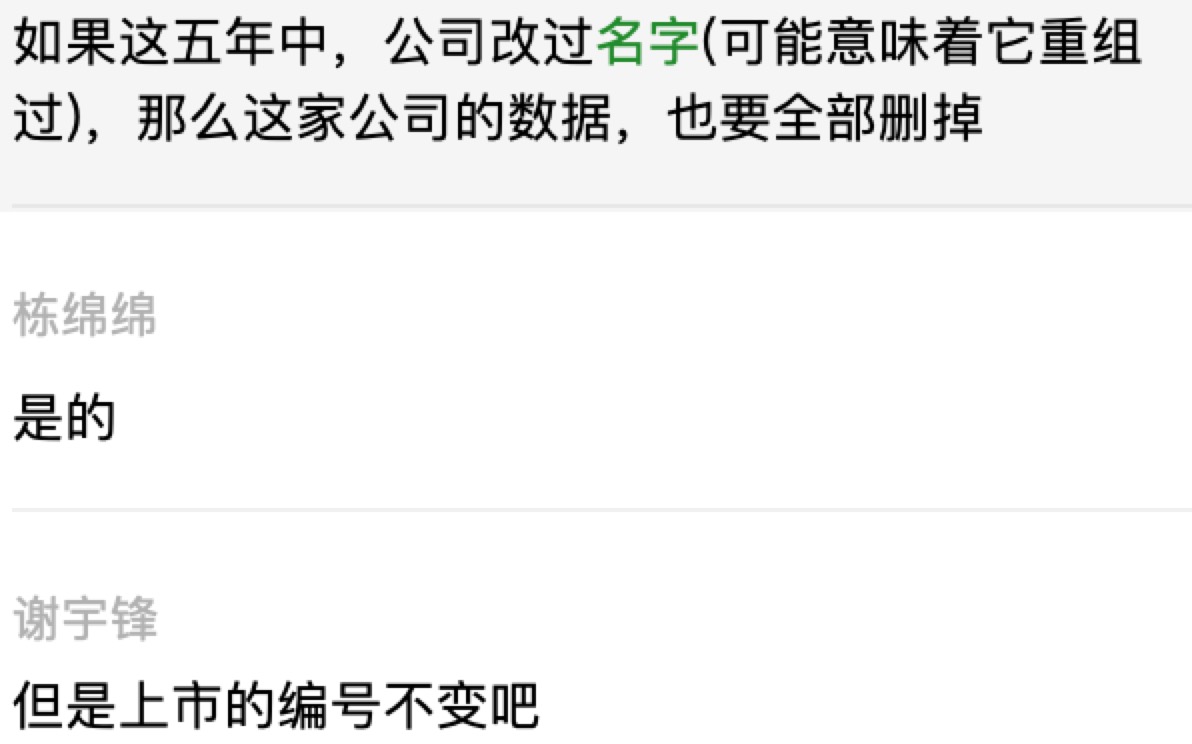 如果这五年中，公司改过名字(可能意味着它重组
过)，那么这家公司的数据，也要全部删掉
栋绵绵
是的
谢宇锋
但是上市的编号不变吧